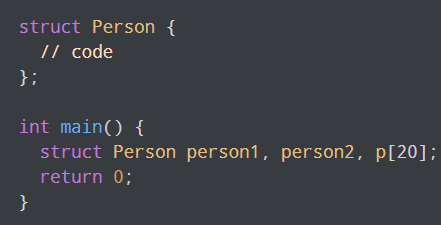 struct Person {
  // code
};

int main() {
  struct Person person1, person2, p[20];
  return 0;
}